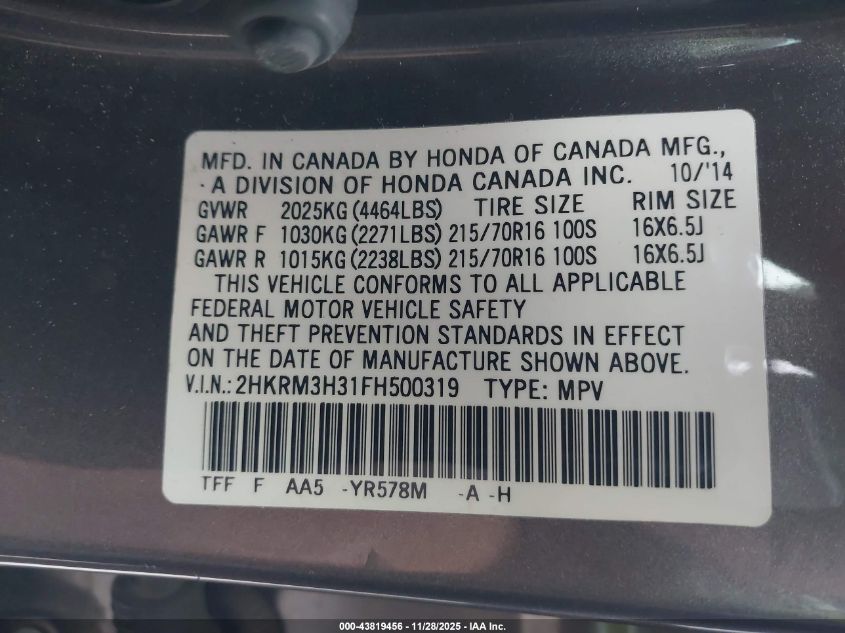 MFD. IN CANADA BY HONDA OF CANADA MFG.,
A DIVISION OF HONDA CANADA INC. 10/'14
GVWR 2025KG (4464LBS) TIRE SIZE RIM SIZE
GAWR F 1030KG (2271LBS) 215/70R16 100S 16X6.5J
GAWR R 1015KG (2238LBS) 215/70R16 100S 16X6.5J
THIS VEHICLE CONFORMS TO ALL APPLICABLE
FEDERAL MOTOR VEHICLE SAFETY
AND THEFT PREVENTION STANDARDS IN EFFECT
ON THE DATE OF MANUFACTURE SHOWN ABOVE.
V.I.N.: 2HKRM3H31FH500319 TYPE: MPV
TFF F AA5 -YR578M -A -H
000-43819456 - 11/28/2025 - IAA Inc.